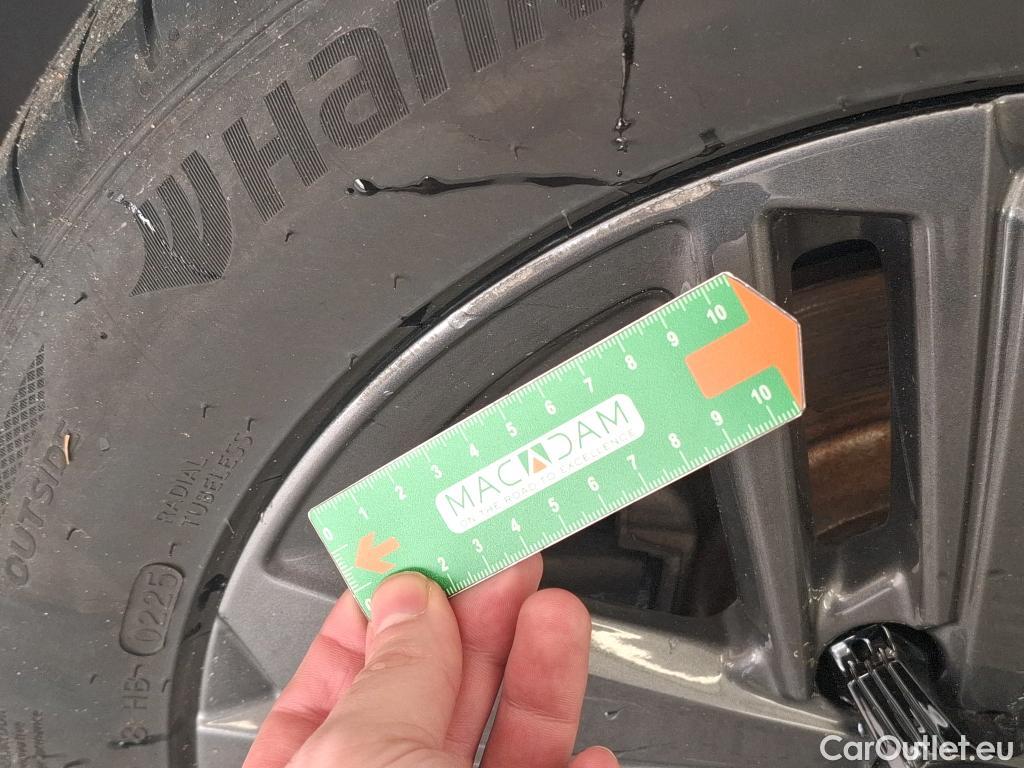 Han
OUTSIDE
RADIAL
TUBELESS
0225
HB
0 1 2 3 4 5 6 7 8 9 10
MACADAM
ON THE ROAD TO EXCELLENCE
2 3 4 5 6 7 8 9 10
CarOutlet.eu